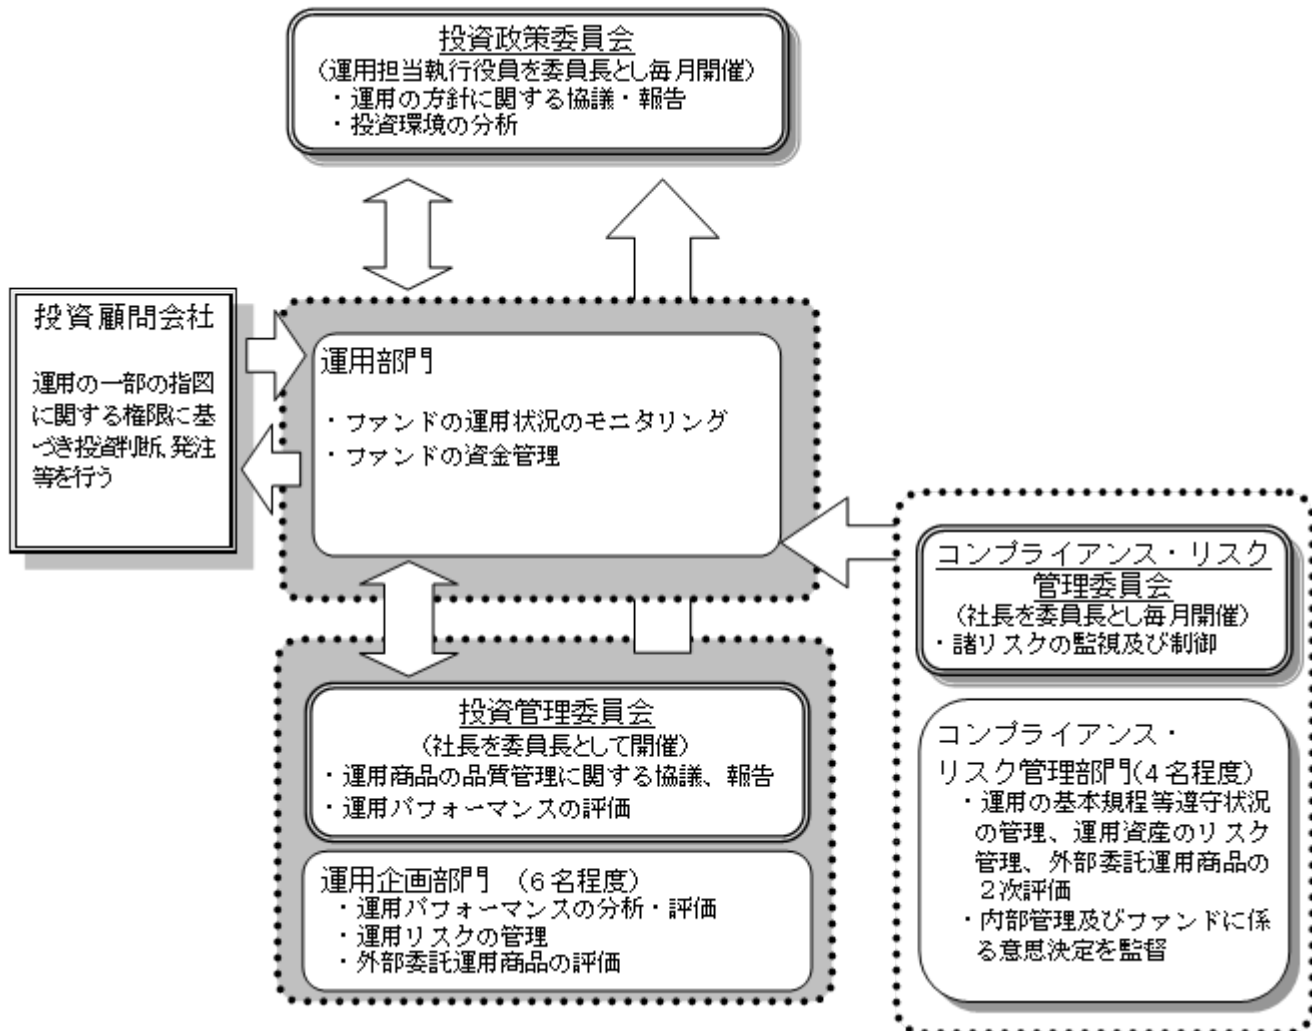 投資政策委員会
(運用担当執行役員を委員長とし毎月開催)
・運用の方針に関する協議・報告
・投資環境の分析
投資顧問会社
運用の一部の指図
に関する権限に基
づき投資判断、発注
等を行う
運用部門
・ファンドの運用状況のモニタリング
・ファンドの資金管理
コンプライアンス・リスク
管理委員会
(社長を委員長とし毎月開催)
・諸リスクの監視及び制御
投資管理委員会
(社長を委員長として開催)
・運用商品の品質管理に関する協議、報告
・運用パフォーマンスの評価
運用企画部門 (6名程度)
・運用パフォーマンスの分析・評価
・運用リスクの管理
・外部委託運用商品の評価
コンプライアンス・
リスク管理部門(4名程度)
・運用の基本規程等遵守状況
の管理、運用資産のリスク
管理、外部委託運用商品の
2次評価
・内部管理及びファンドに係
る意思決定を監督